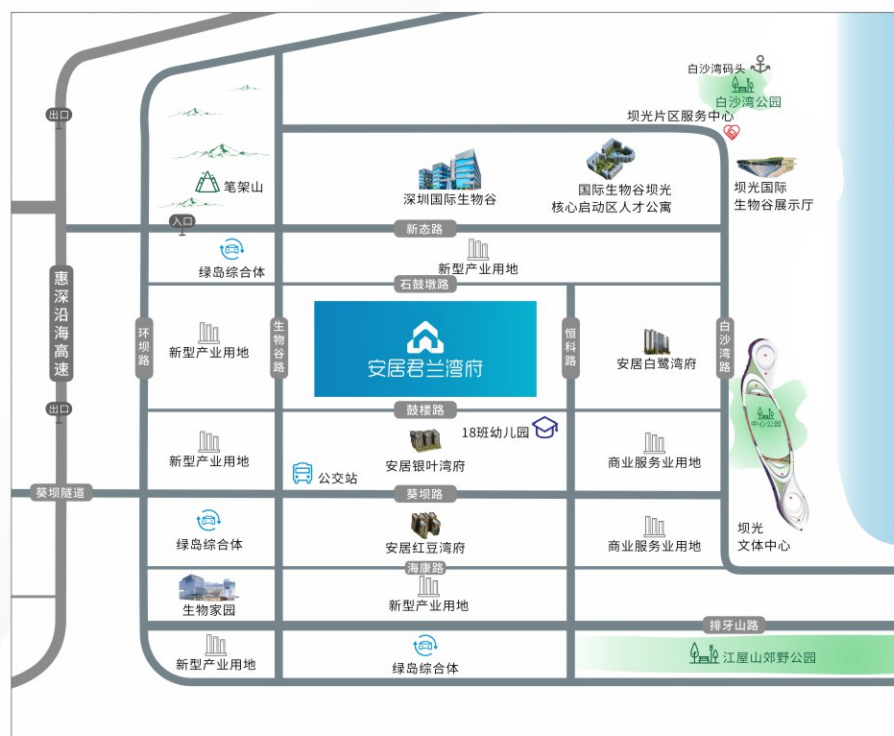 白沙湾码头
白沙湾公园
坝光片区服务中心
出口
笔架山
深圳国际生物谷
国际生物谷坝光
核心启动区人才公寓
坝光国际
生物谷展示厅
入口
新态路
绿岛综合体
新型产业用地
石鼓墩路
惠深沿海高速
环坝路
新型产业用地
生物谷路
安居君兰湾府
恒科路
安居白鹭湾府
白沙湾路
出口
鼓楼路
18班幼儿园
中心公园
新型产业用地
安居银叶湾府
商业服务业用地
公交站
葵坝隧道
葵坝路
绿岛综合体
安居红豆湾府
商业服务业用地
坝光
文体中心
海康路
生物家园
新型产业用地
排牙山路
新型产业用地
绿岛综合体
江屋山郊野公园